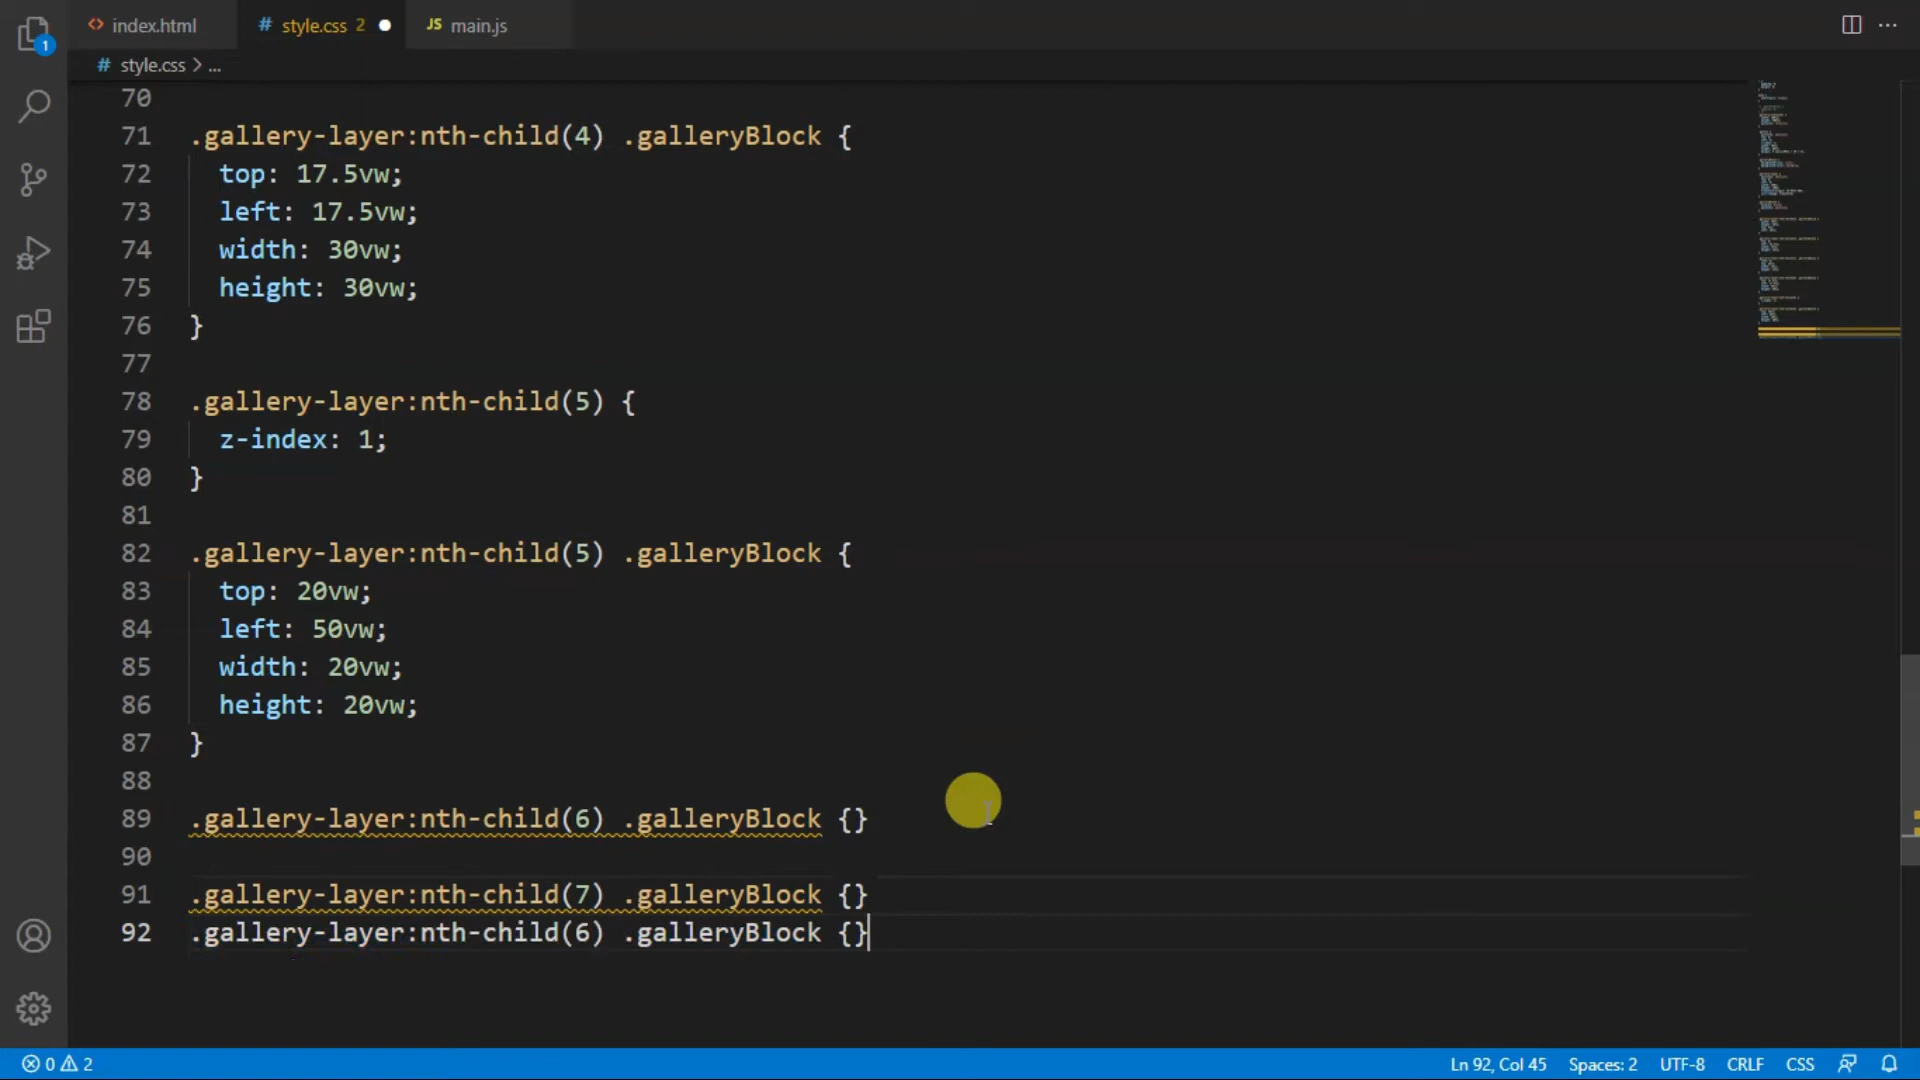 index.html
# style.css 2
JS main.js
1
# style.css > ...
70
71 .gallery-layer:nth-child(4) .galleryBlock {
72 top: 17.5vw;
73 left: 17.5vw;
74 width: 30vw;
75 height: 30vw;
76 }
77
78 .gallery-layer:nth-child(5) {
79 z-index: 1;
80 }
81
82 .gallery-layer:nth-child(5) .galleryBlock {
83 top: 20vw;
84 left: 50vw;
85 width: 20vw;
86 height: 20vw;
87 }
88
89 .gallery-layer:nth-child(6) .galleryBlock {}
90
91 .gallery-layer:nth-child(7) .galleryBlock {}
92 .gallery-layer:nth-child(6) .galleryBlock {}
0 2 Ln 92, Col 45 Spaces: 2 UTF-8 CRLF CSS